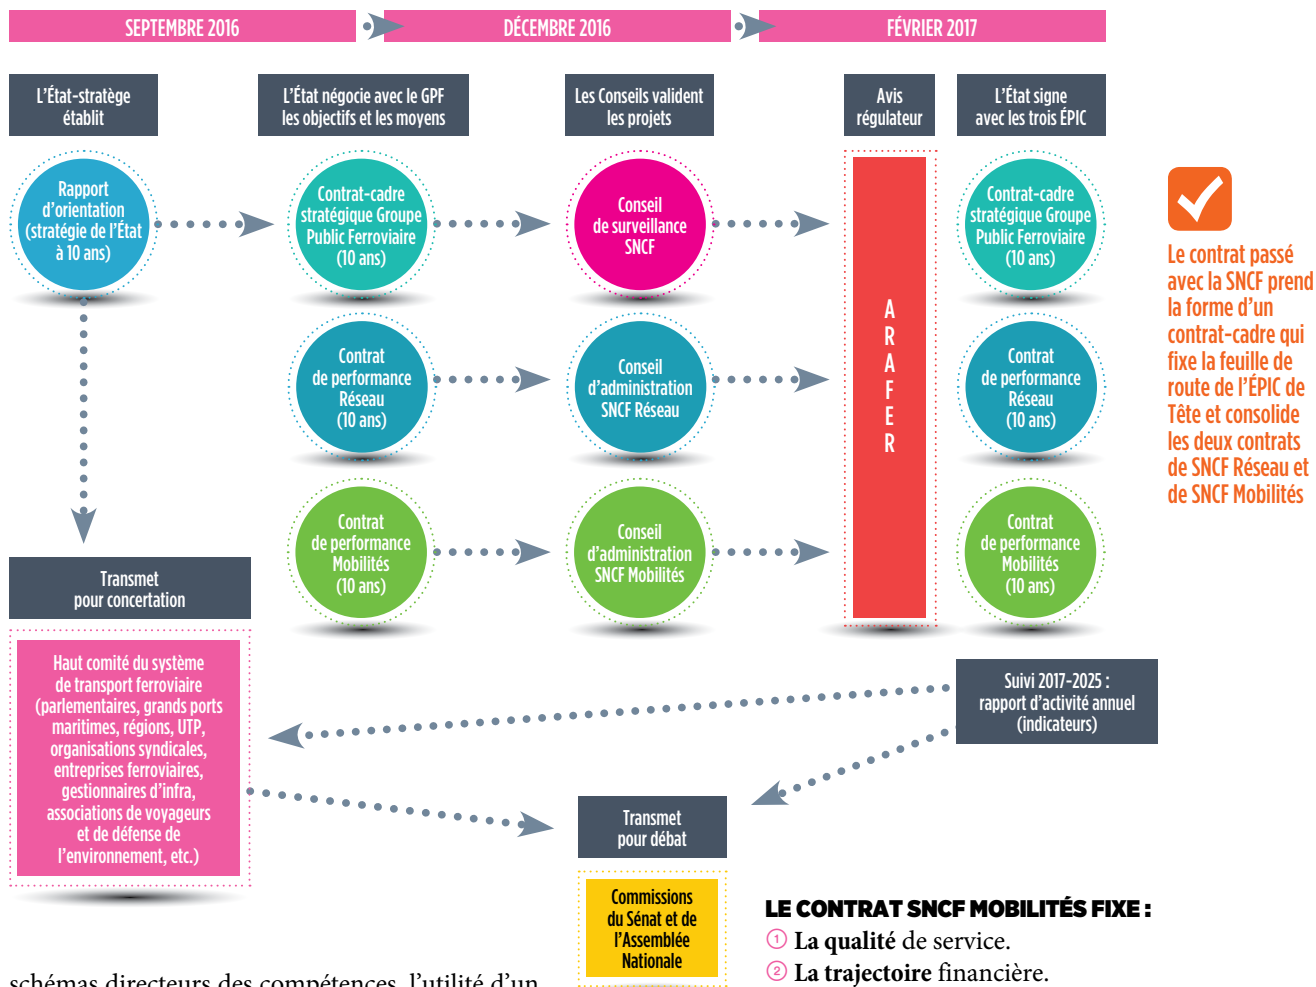 SEPTEMBRE 2016
DÉCEMBRE 2016
FÉVRIER 2017
L'État-stratège
établit
L'État négocie avec le GPF
les objectifs et les moyens
Les Conseils valident
les projets
Avis
régulateur
L'État signe
avec les trois ÉPIC
Rapport
d'orientation
(stratégie de l'État
à 10 ans)
Contrat-cadre
stratégique Groupe
Public Ferroviaire
(10 ans)
Conseil
de surveillance
SNCF
A
R
A
F
E
R
Contrat-cadre
stratégique Groupe
Public Ferroviaire
(10 ans)
Contrat
de performance
Réseau
(10 ans)
Conseil
d'administration
SNCF Réseau
Contrat
de performance
Réseau
(10 ans)
Contrat
de performance
Mobilités
(10 ans)
Conseil
d'administration
SNCF Mobilités
Contrat
de performance
Mobilités
(10 ans)
Le contrat passé
avec la SNCF prend
la forme d'un
contrat-cadre qui
fixe la feuille de
route de l'ÉPIC de
Tête et consolide
les deux contrats
de SNCF Réseau et
de SNCF Mobilités
Transmet
pour concertation
Haut comité du système
de transport ferroviaire
(parlementaires, grands ports
maritimes, régions, UTP,
organisations syndicales,
entreprises ferroviaires,
gestionnaires d'infra,
associations de voyageurs
et de défense de
l'environnement, etc.)
Suivi 2017-2025 :
rapport d'activité annuel
(indicateurs)
Transmet
pour débat
Commissions
du Sénat et de
l'Assemblée
Nationale
LE CONTRAT SNCF MOBILITÉS FIXE :
① La qualité de service.
② La trajectoire financière.
schémas directeurs des compétences, l'utilité d'un